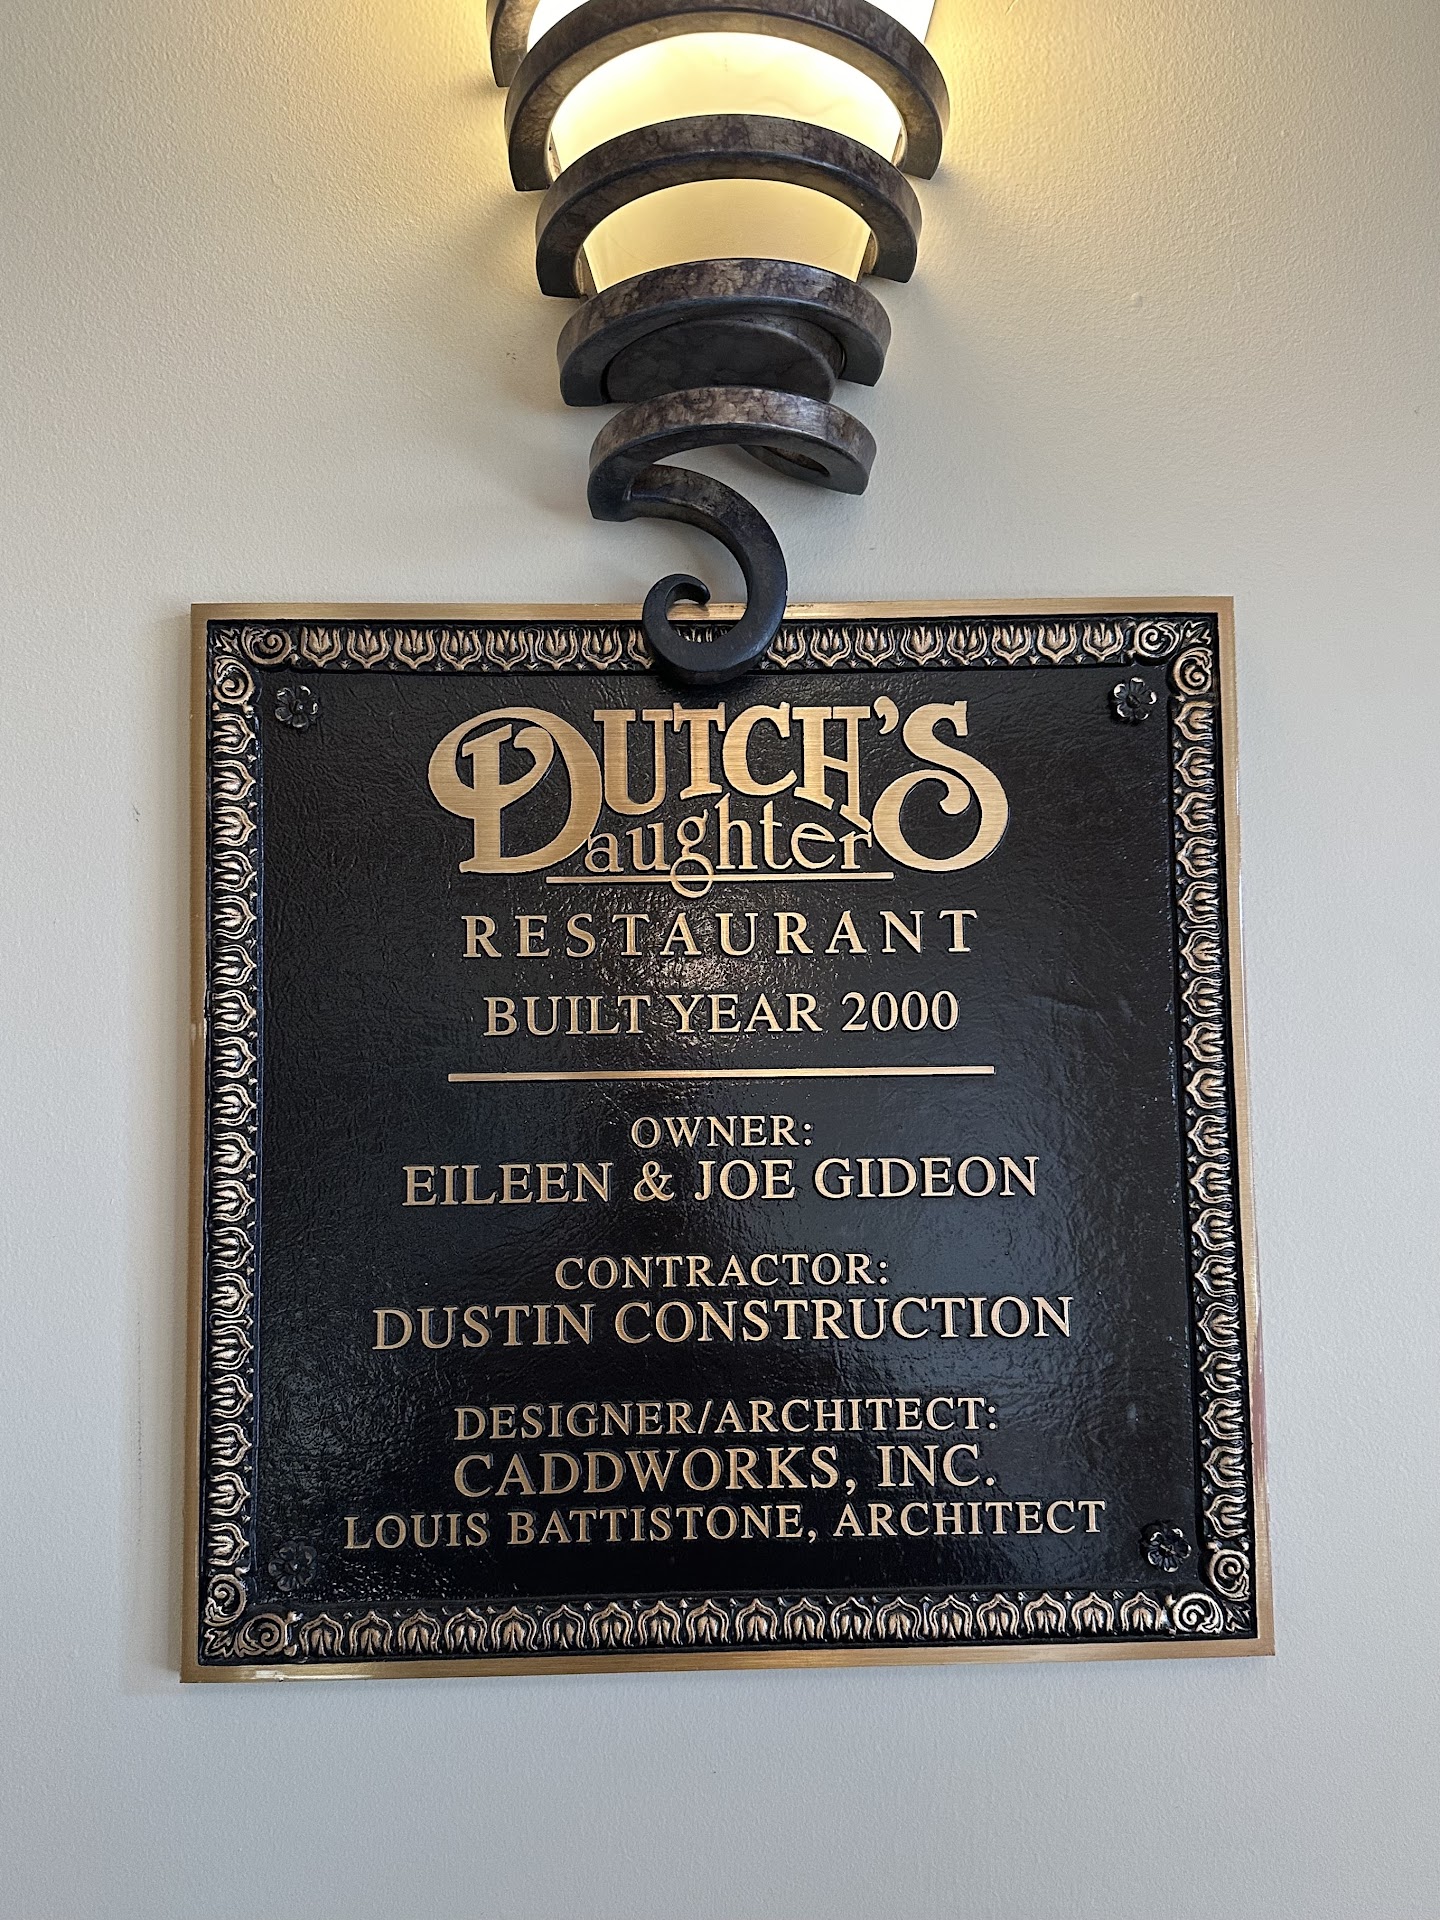 DUTCH'S
Daughter
RESTAURANT
BUILT YEAR 2000
OWNER:
EILEEN & JOE GIDEON
CONTRACTOR:
DUSTIN CONSTRUCTION
DESIGNER/ARCHITECT:
CADDWORKS, INC.
LOUIS BATTISTONE, ARCHITECT